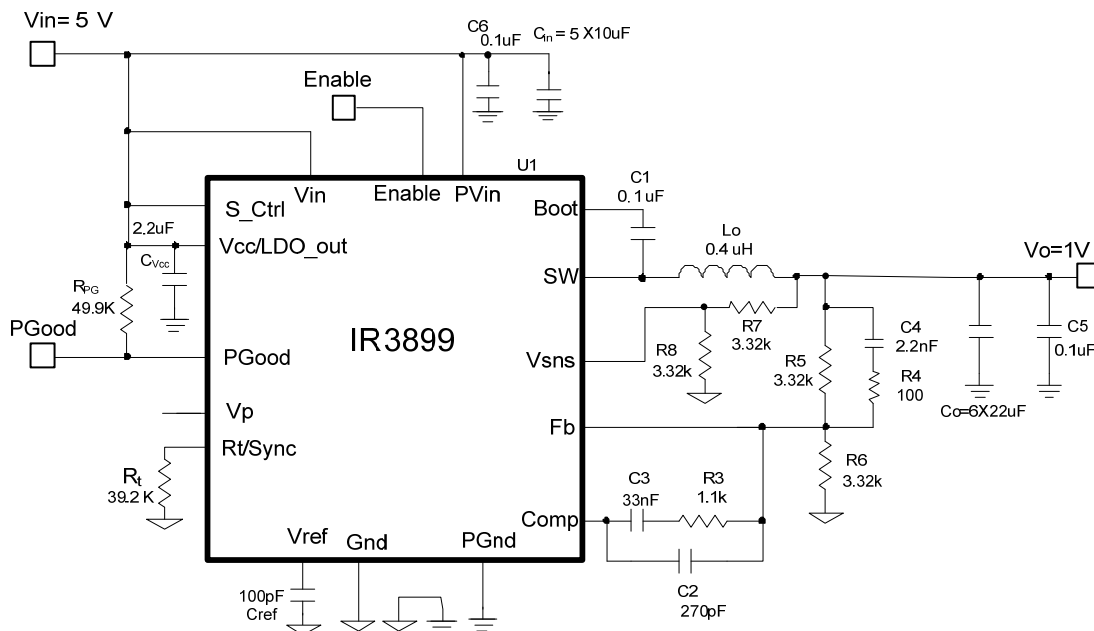 Vin= 5 V
C6
0.1uF
Cin = 5 X10uF
Enable
U1
Vin
Enable
PVin
S_Ctrl
Boot
C1
0.1uF
2.2uF
Vcc/LDO_out
CVcc
Lo
0.4 uH
Vo=1V
SW
RPG
49.9K
PGood
IR3899
R7
3.32k
C4
2.2nF
C5
0.1uF
PGood
Vsns
R8
3.32k
R5
3.32k
R4
100
Co=6X22uF
Vp
Fb
Rt/Sync
R6
3.32k
Rt
39.2 K
C3
33nF
R3
1.1k
Comp
Vref
Gnd
PGnd
C2
270pF
100pF
Cref